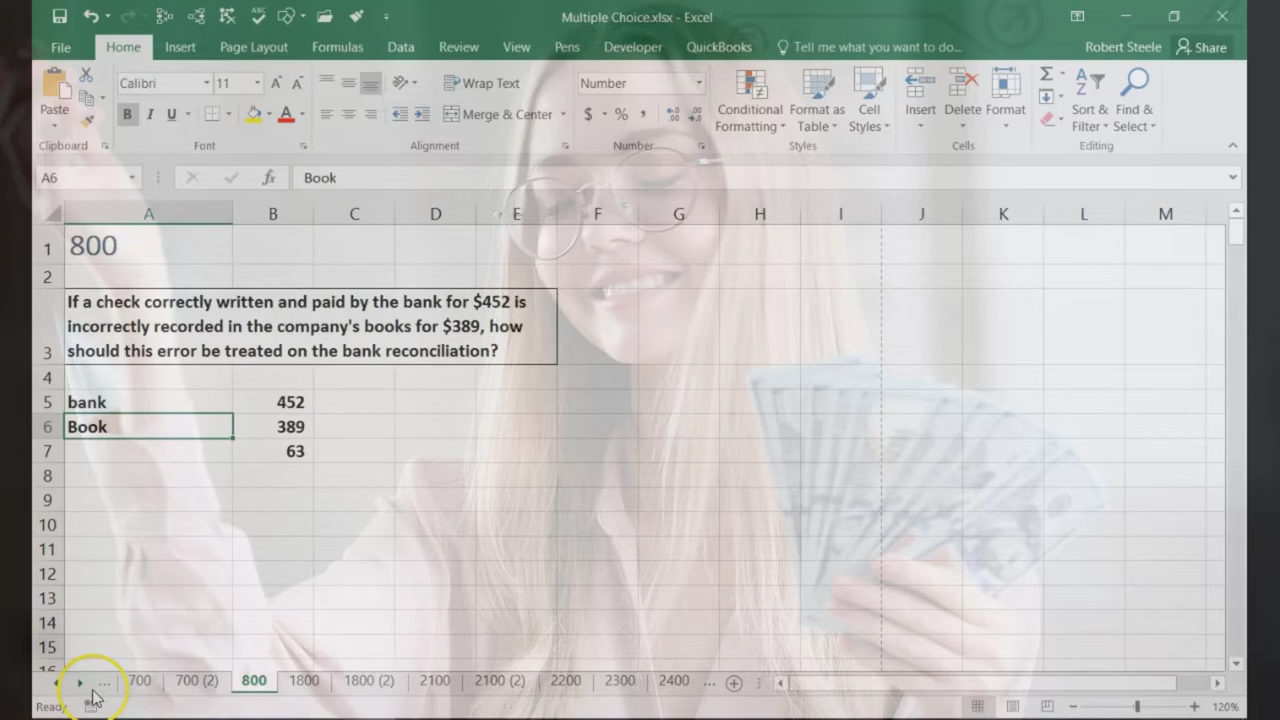 Multiple Choice.xlsx - Excel
File Home Insert Page Layout Formulas Data Review View Pens Developer QuickBooks Tell me what you want to do... Robert Steele Share
Paste
Clipboard
Calibri 11
B I U
Font
Wrap Text
Merge & Center
Alignment
Number
$ % ,
Number
Conditional Formatting
Format as Table
Cell Styles
Styles
Insert Delete Format
Cells
Sort & Filter
Find & Select
Editing
A6 fx Book
A B C D E F G H I J K L M
1 800
2
3 If a check correctly written and paid by the bank for $452 is
incorrectly recorded in the company's books for $389, how
should this error be treated on the bank reconciliation?
4
5 bank 452
6 Book 389
7 63
8
9
10
11
12
13
14
15
16
... 700 700 (2) 800 1800 1800 (2) 2100 2100 (2) 2200 2300 2400 ...
Ready 120%